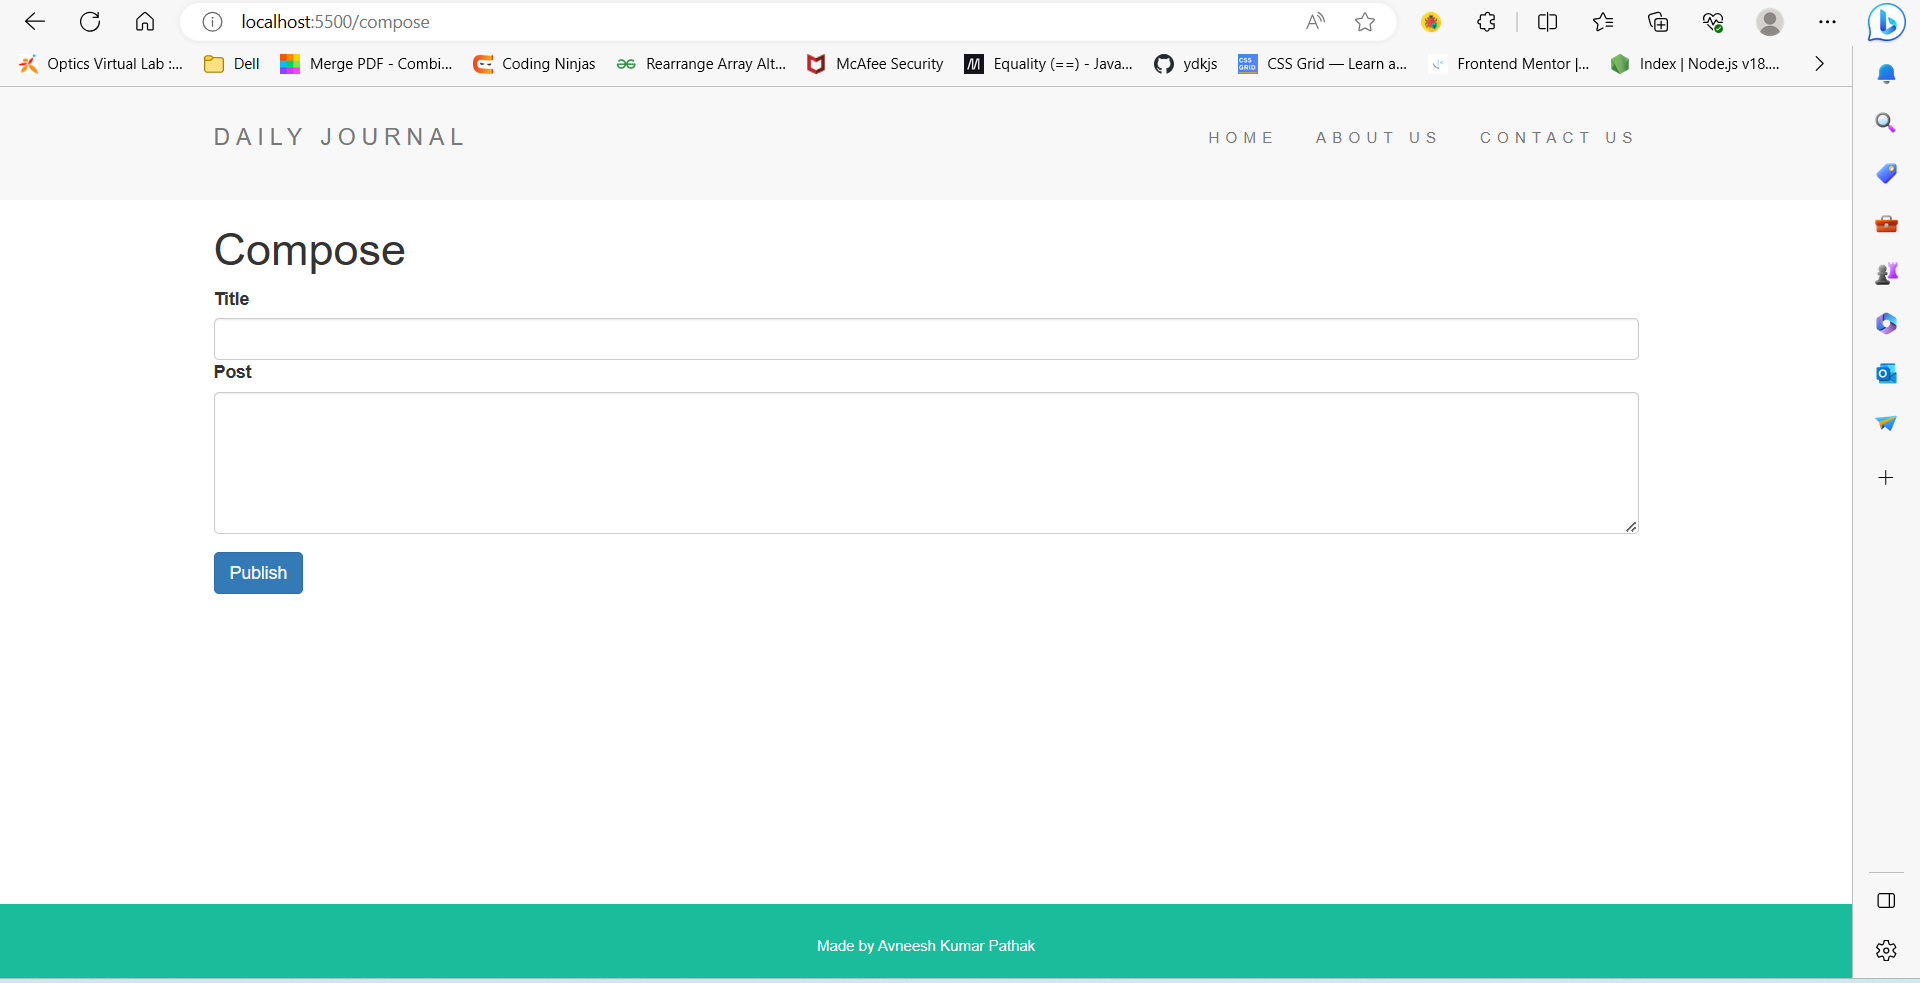 localhost:5500/compose
Optics Virtual Lab :... Dell Merge PDF - Combi... Coding Ninjas Rearrange Array Alt... McAfee Security Equality (==) - Java... ydkjs CSS Grid — Learn a... Frontend Mentor |... Index | Node.js v18....
DAILY JOURNAL HOME ABOUT US CONTACT US
Compose
Title
Post
Publish
Made by Avneesh Kumar Pathak